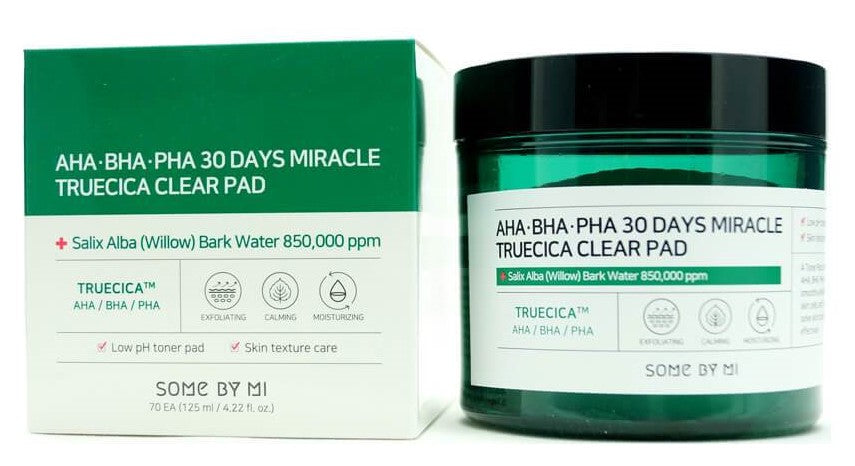 AHA·BHA·PHA 30 DAYS MIRACLE
TRUECICA CLEAR PAD
+ Salix Alba (Willow) Bark Water 850,000 ppm
TRUECICA™
AHA / BHA / PHA
EXFOLIATING CALMING MOISTURIZING
Low pH toner pad Skin texture care
SOME BY MI
70 EA (125 ml / 4.22 fl. oz.)
AHA·BHA·PHA 30 DAYS MIRACLE
TRUECICA CLEAR PAD
+ Salix Alba (Willow) Bark Water 850,000 ppm
TRUECICA™
AHA / BHA / PHA
EXFOLIATING CALMING MOISTURIZING
SOME BY MI
Low pH
Skin